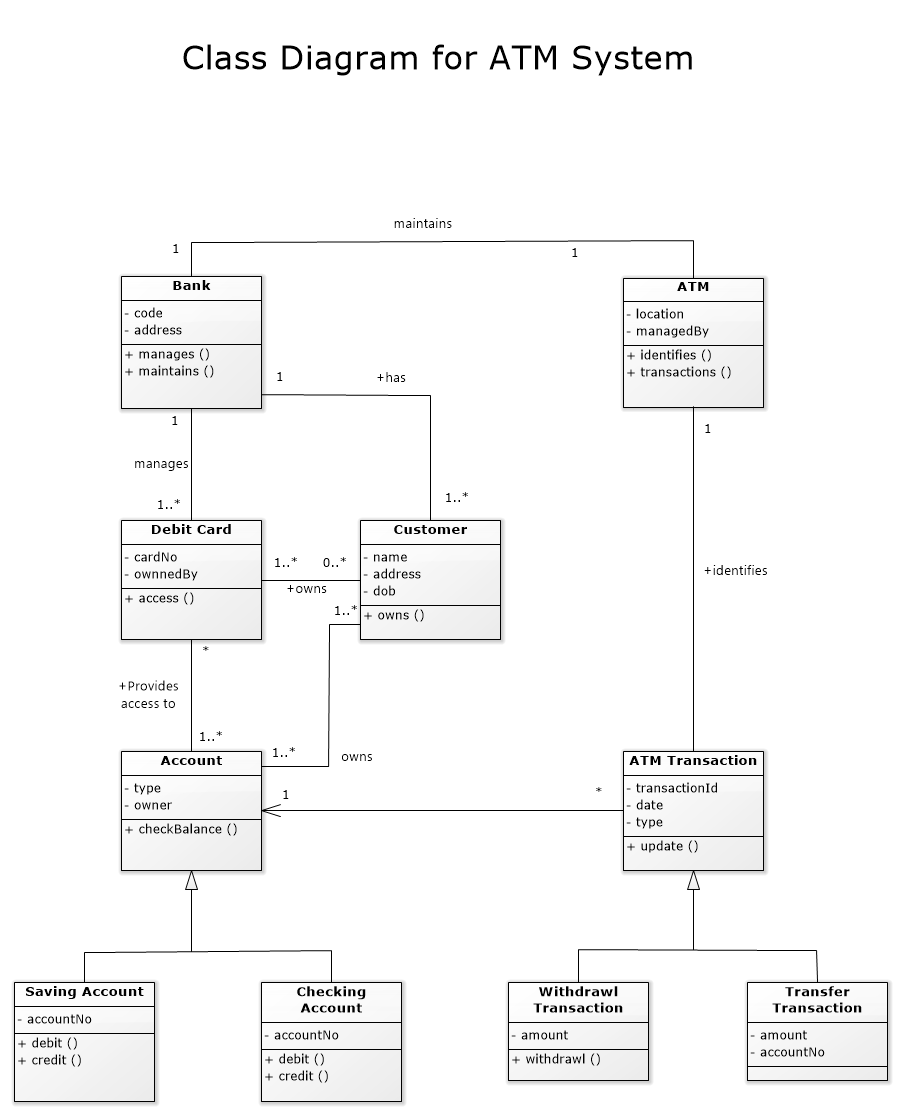 Class Diagram for ATM System
maintains
1
1
Bank
- code
- address
+ manages ()
+ maintains ()
ATM
- location
- managedBy
+ identifies ()
+ transactions ()
1
+has
1
1
manages
1..*
1..*
Debit Card
- cardNo
- ownnedBy
+ access ()
1..*
0..*
+owns
Customer
- name
- address
- dob
+ owns ()
+identifies
1..*
*
+Provides
access to
1..*
1..*
owns
Account
- type
- owner
+ checkBalance ()
1
*
ATM Transaction
- transactionId
- date
- type
+ update ()
Saving Account
- accountNo
+ debit ()
+ credit ()
Checking
Account
- accountNo
+ debit ()
+ credit ()
Withdrawl
Transaction
- amount
+ withdrawl ()
Transfer
Transaction
- amount
- accountNo